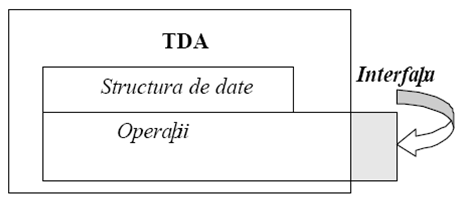 TDA
Interfaţa
Structura de date
Operaţii